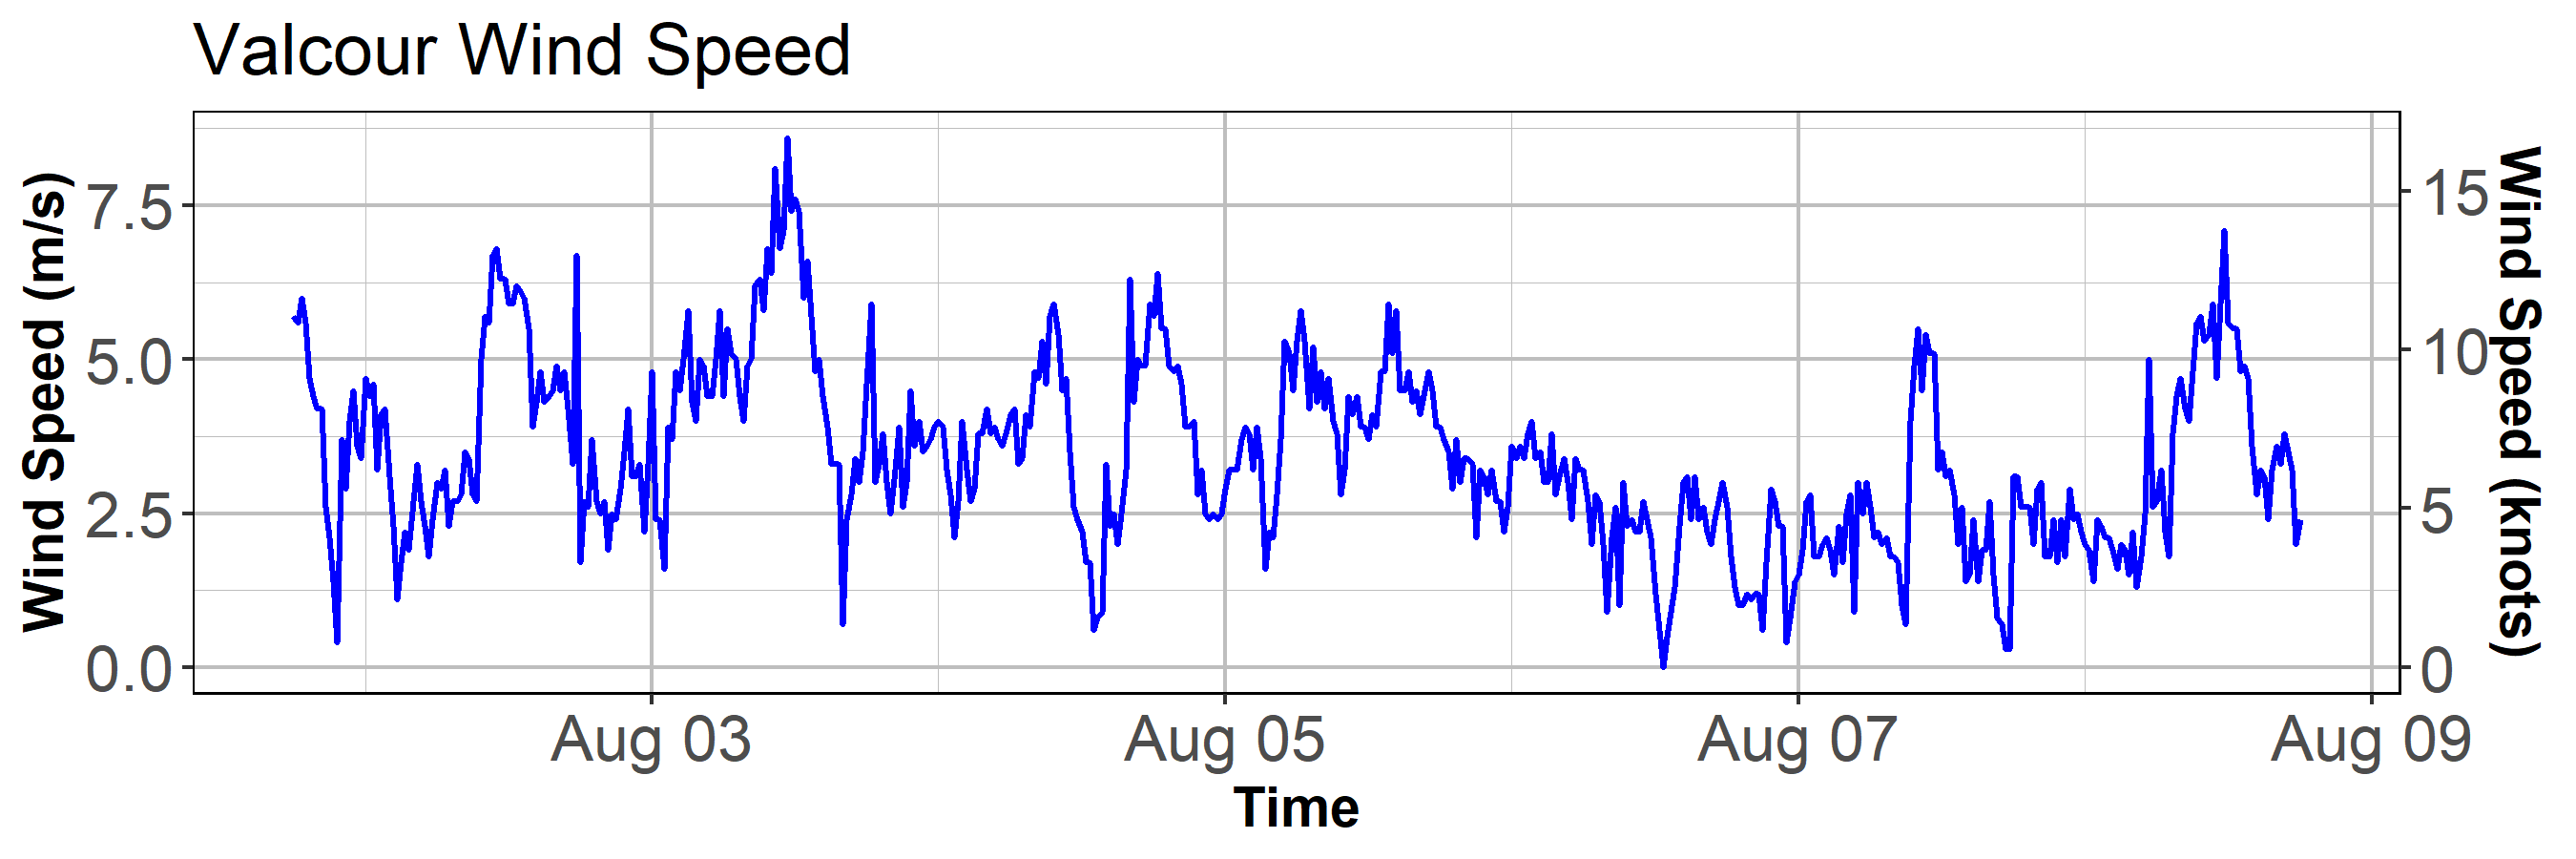 Valcour Wind Speed
Wind Speed (m/s)
7.5
5.0
2.5
0.0
15
10
5
0
Wind Speed (knots)
Aug 03
Aug 05
Aug 07
Aug 09
Time